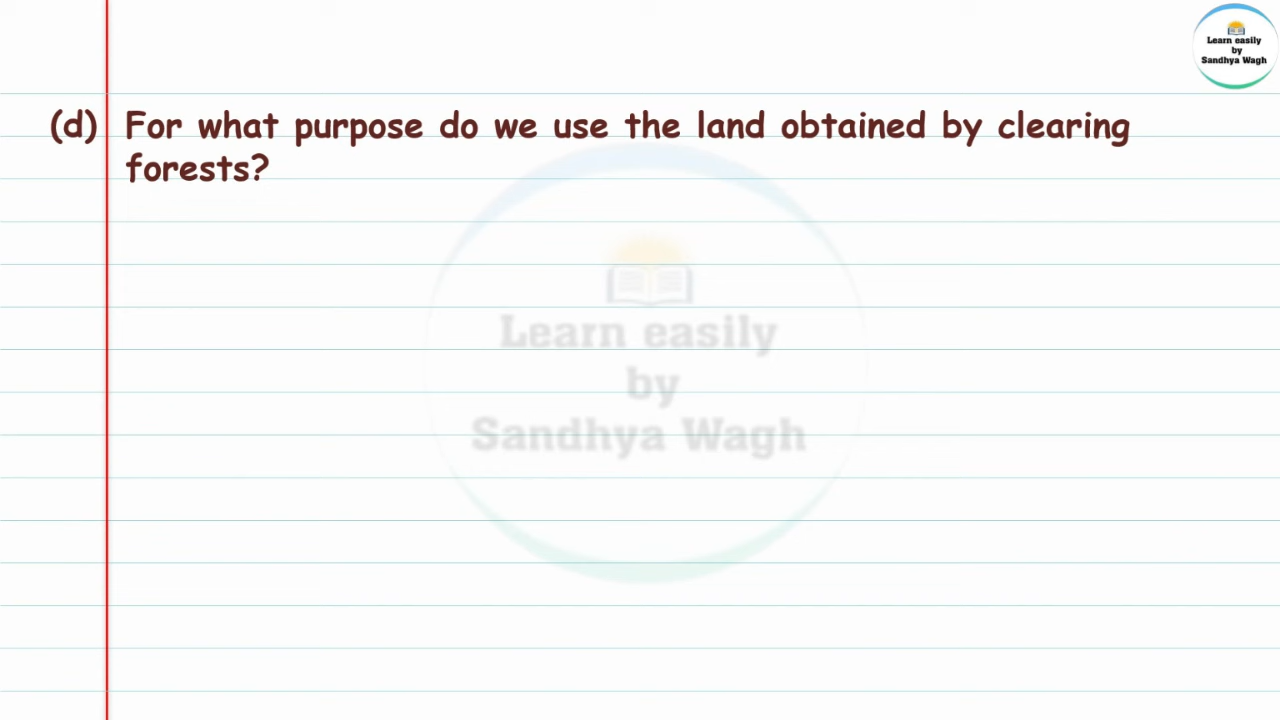 Learn easily
by
Sandhya Wagh
(d) For what purpose do we use the land obtained by clearing
forests?
Learn easily
by
Sandhya Wagh